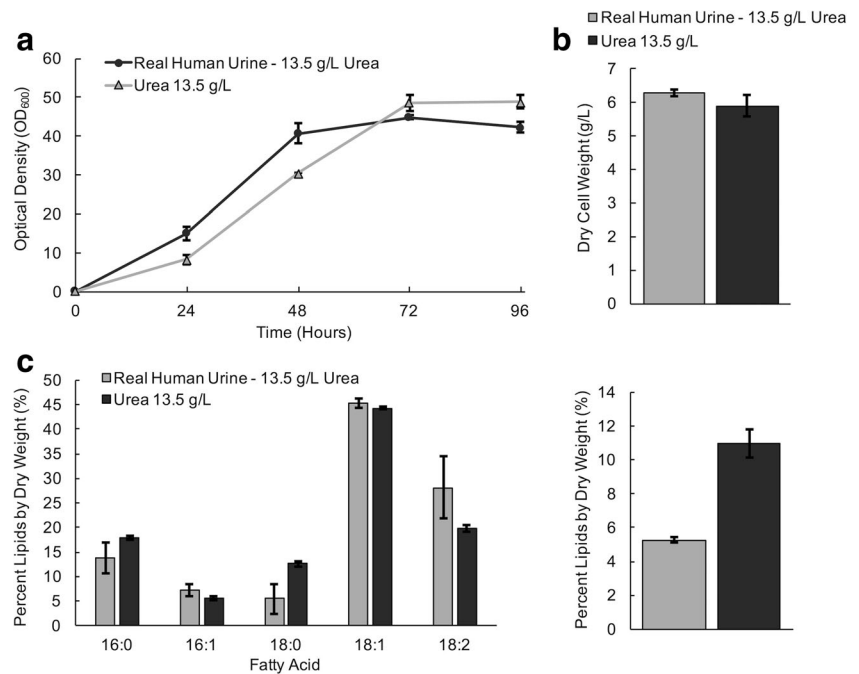 a
Real Human Urine - 13.5 g/L Urea
Urea 13.5 g/L
Optical Density (OD600)
60
50
40
30
20
10
0
0 24 48 72 96
Time (Hours)
b
Real Human Urine - 13.5 g/L Urea
Urea 13.5 g/L
Dry Cell Weight (g/L)
7
6
5
4
3
2
1
0
c
Real Human Urine - 13.5 g/L Urea
Urea 13.5 g/L
Percent Lipids by Dry Weight (%)
50
45
40
35
30
25
20
15
10
5
0
16:0 16:1 18:0 18:1 18:2
Fatty Acid
Percent Lipids by Dry Weight (%)
14
12
10
8
6
4
2
0